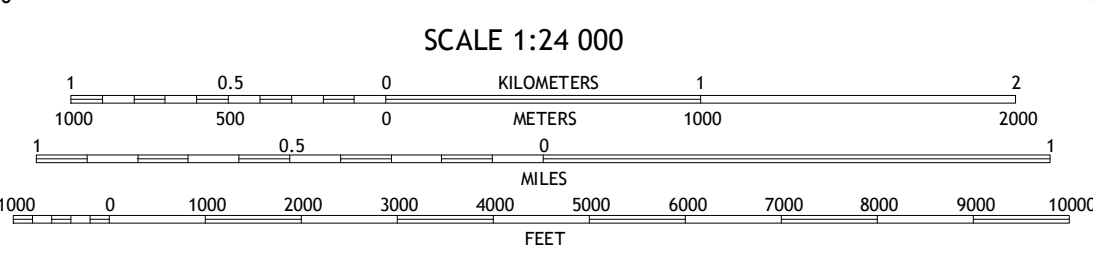 SCALE 1:24 000
1 0.5 0 KILOMETERS 1 2
1000 500 0 METERS 1000 2000
1 0.5 0 1
MILES
1000 0 1000 2000 3000 4000 5000 6000 7000 8000 9000 10000
FEET